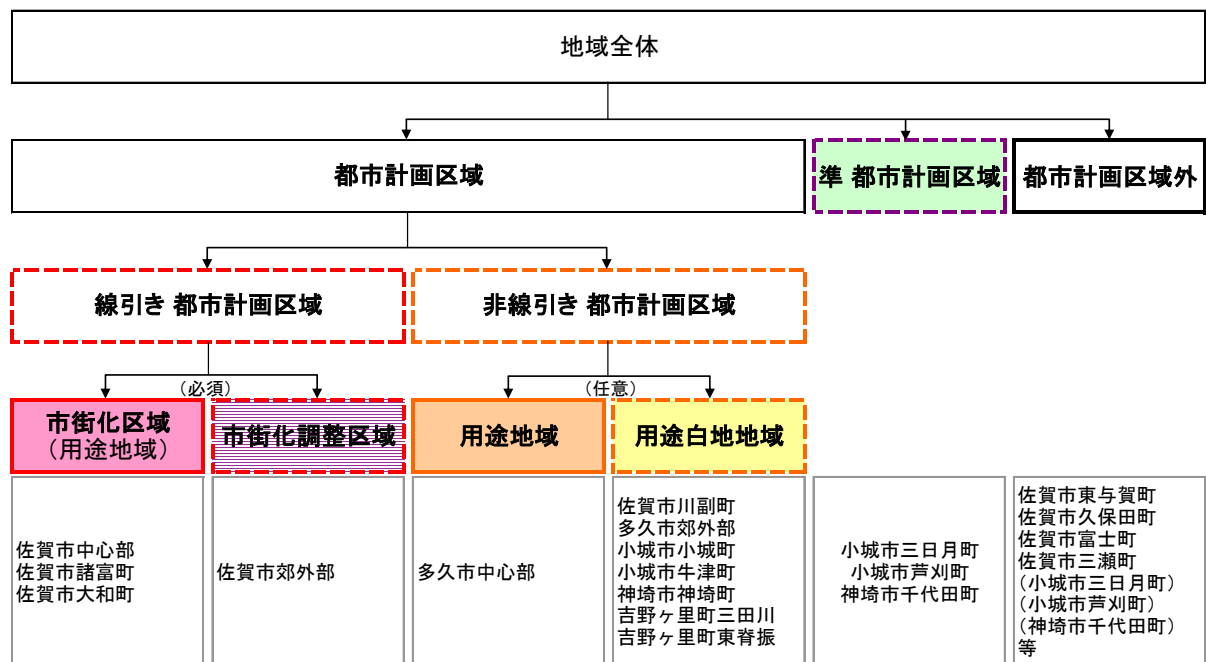 地域全体
都市計画区域
準 都市計画区域
都市計画区域外
線引き 都市計画区域
非線引き 都市計画区域
(必須)
(任意)
市街化区域
(用途地域)
市街化調整区域
用途地域
用途白地地域
佐賀市中心部
佐賀市諸富町
佐賀市大和町
佐賀市郊外部
多久市中心部
佐賀市川副町
多久市郊外部
小城市小城町
小城市牛津町
神埼市神埼町
吉野ヶ里町三田川
吉野ヶ里町東脊振
小城市三日月町
小城市芦刈町
神埼市千代田町
佐賀市東与賀町
佐賀市久保田町
佐賀市富士町
佐賀市三瀬町
(小城市三日月町)
(小城市芦刈町)
(神埼市千代田町)
等